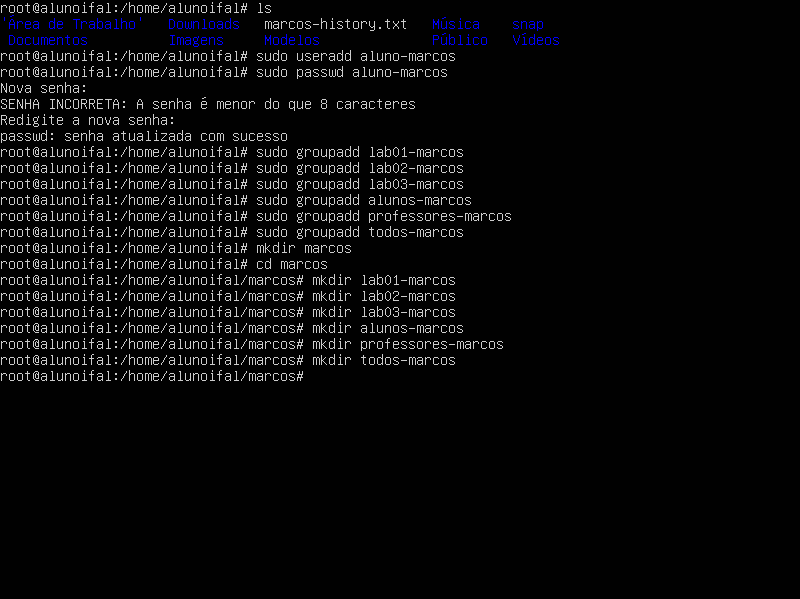 root@alunoifal:/home/alunoifal# ls
'Área de Trabalho' Downloads marcos-history.txt Música snap
Documentos Imagens Modelos Público Vídeos
root@alunoifal:/home/alunoifal# sudo useradd aluno-marcos
root@alunoifal:/home/alunoifal# sudo passwd aluno-marcos
Nova senha:
SENHA INCORRETA: A senha é menor do que 8 caracteres
Redigite a nova senha:
passwd: senha atualizada com sucesso
root@alunoifal:/home/alunoifal# sudo groupadd lab01-marcos
root@alunoifal:/home/alunoifal# sudo groupadd lab02-marcos
root@alunoifal:/home/alunoifal# sudo groupadd lab03-marcos
root@alunoifal:/home/alunoifal# sudo groupadd alunos-marcos
root@alunoifal:/home/alunoifal# sudo groupadd professores-marcos
root@alunoifal:/home/alunoifal# sudo groupadd todos-marcos
root@alunoifal:/home/alunoifal# mkdir marcos
root@alunoifal:/home/alunoifal# cd marcos
root@alunoifal:/home/alunoifal/marcos# mkdir lab01-marcos
root@alunoifal:/home/alunoifal/marcos# mkdir lab02-marcos
root@alunoifal:/home/alunoifal/marcos# mkdir lab03-marcos
root@alunoifal:/home/alunoifal/marcos# mkdir alunos-marcos
root@alunoifal:/home/alunoifal/marcos# mkdir professores-marcos
root@alunoifal:/home/alunoifal/marcos# mkdir todos-marcos
root@alunoifal:/home/alunoifal/marcos#